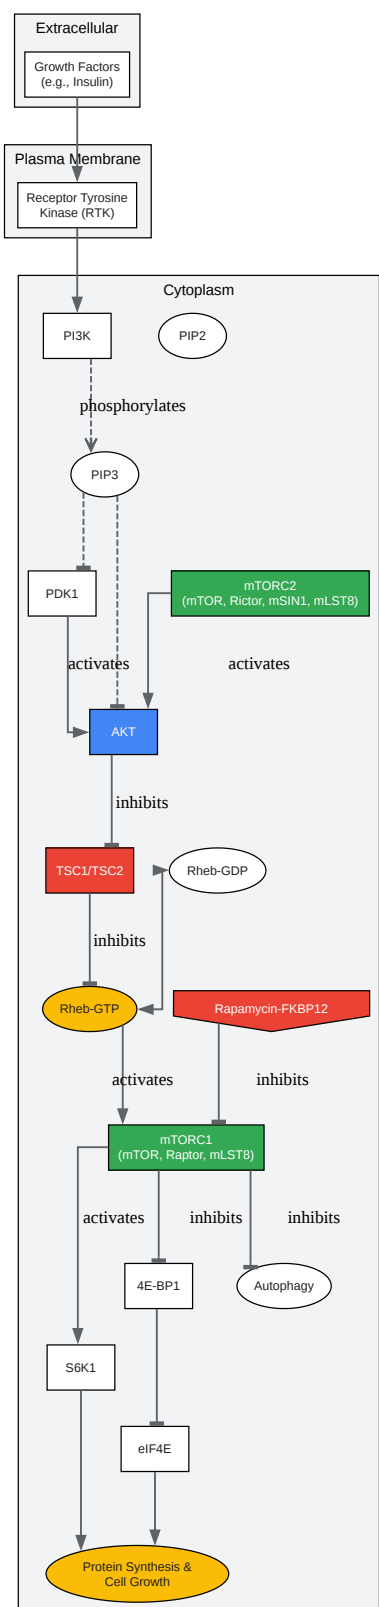 Extracellular
Growth Factors
(e.g., Insulin)
Plasma Membrane
Receptor Tyrosine
Kinase (RTK)
Cytoplasm
PI3K
PIP2
phosphorylates
PIP3
PDK1
mTORC2
(mTOR, Rictor, mSIN1, mLST8)
activates
activates
AKT
inhibits
TSC1/TSC2
Rheb-GDP
inhibits
Rheb-GTP
Rapamycin-FKBP12
activates
inhibits
mTORC1
(mTOR, Raptor, mLST8)
activates
inhibits
inhibits
4E-BP1
Autophagy
S6K1
eIF4E
Protein Synthesis &
Cell Growth